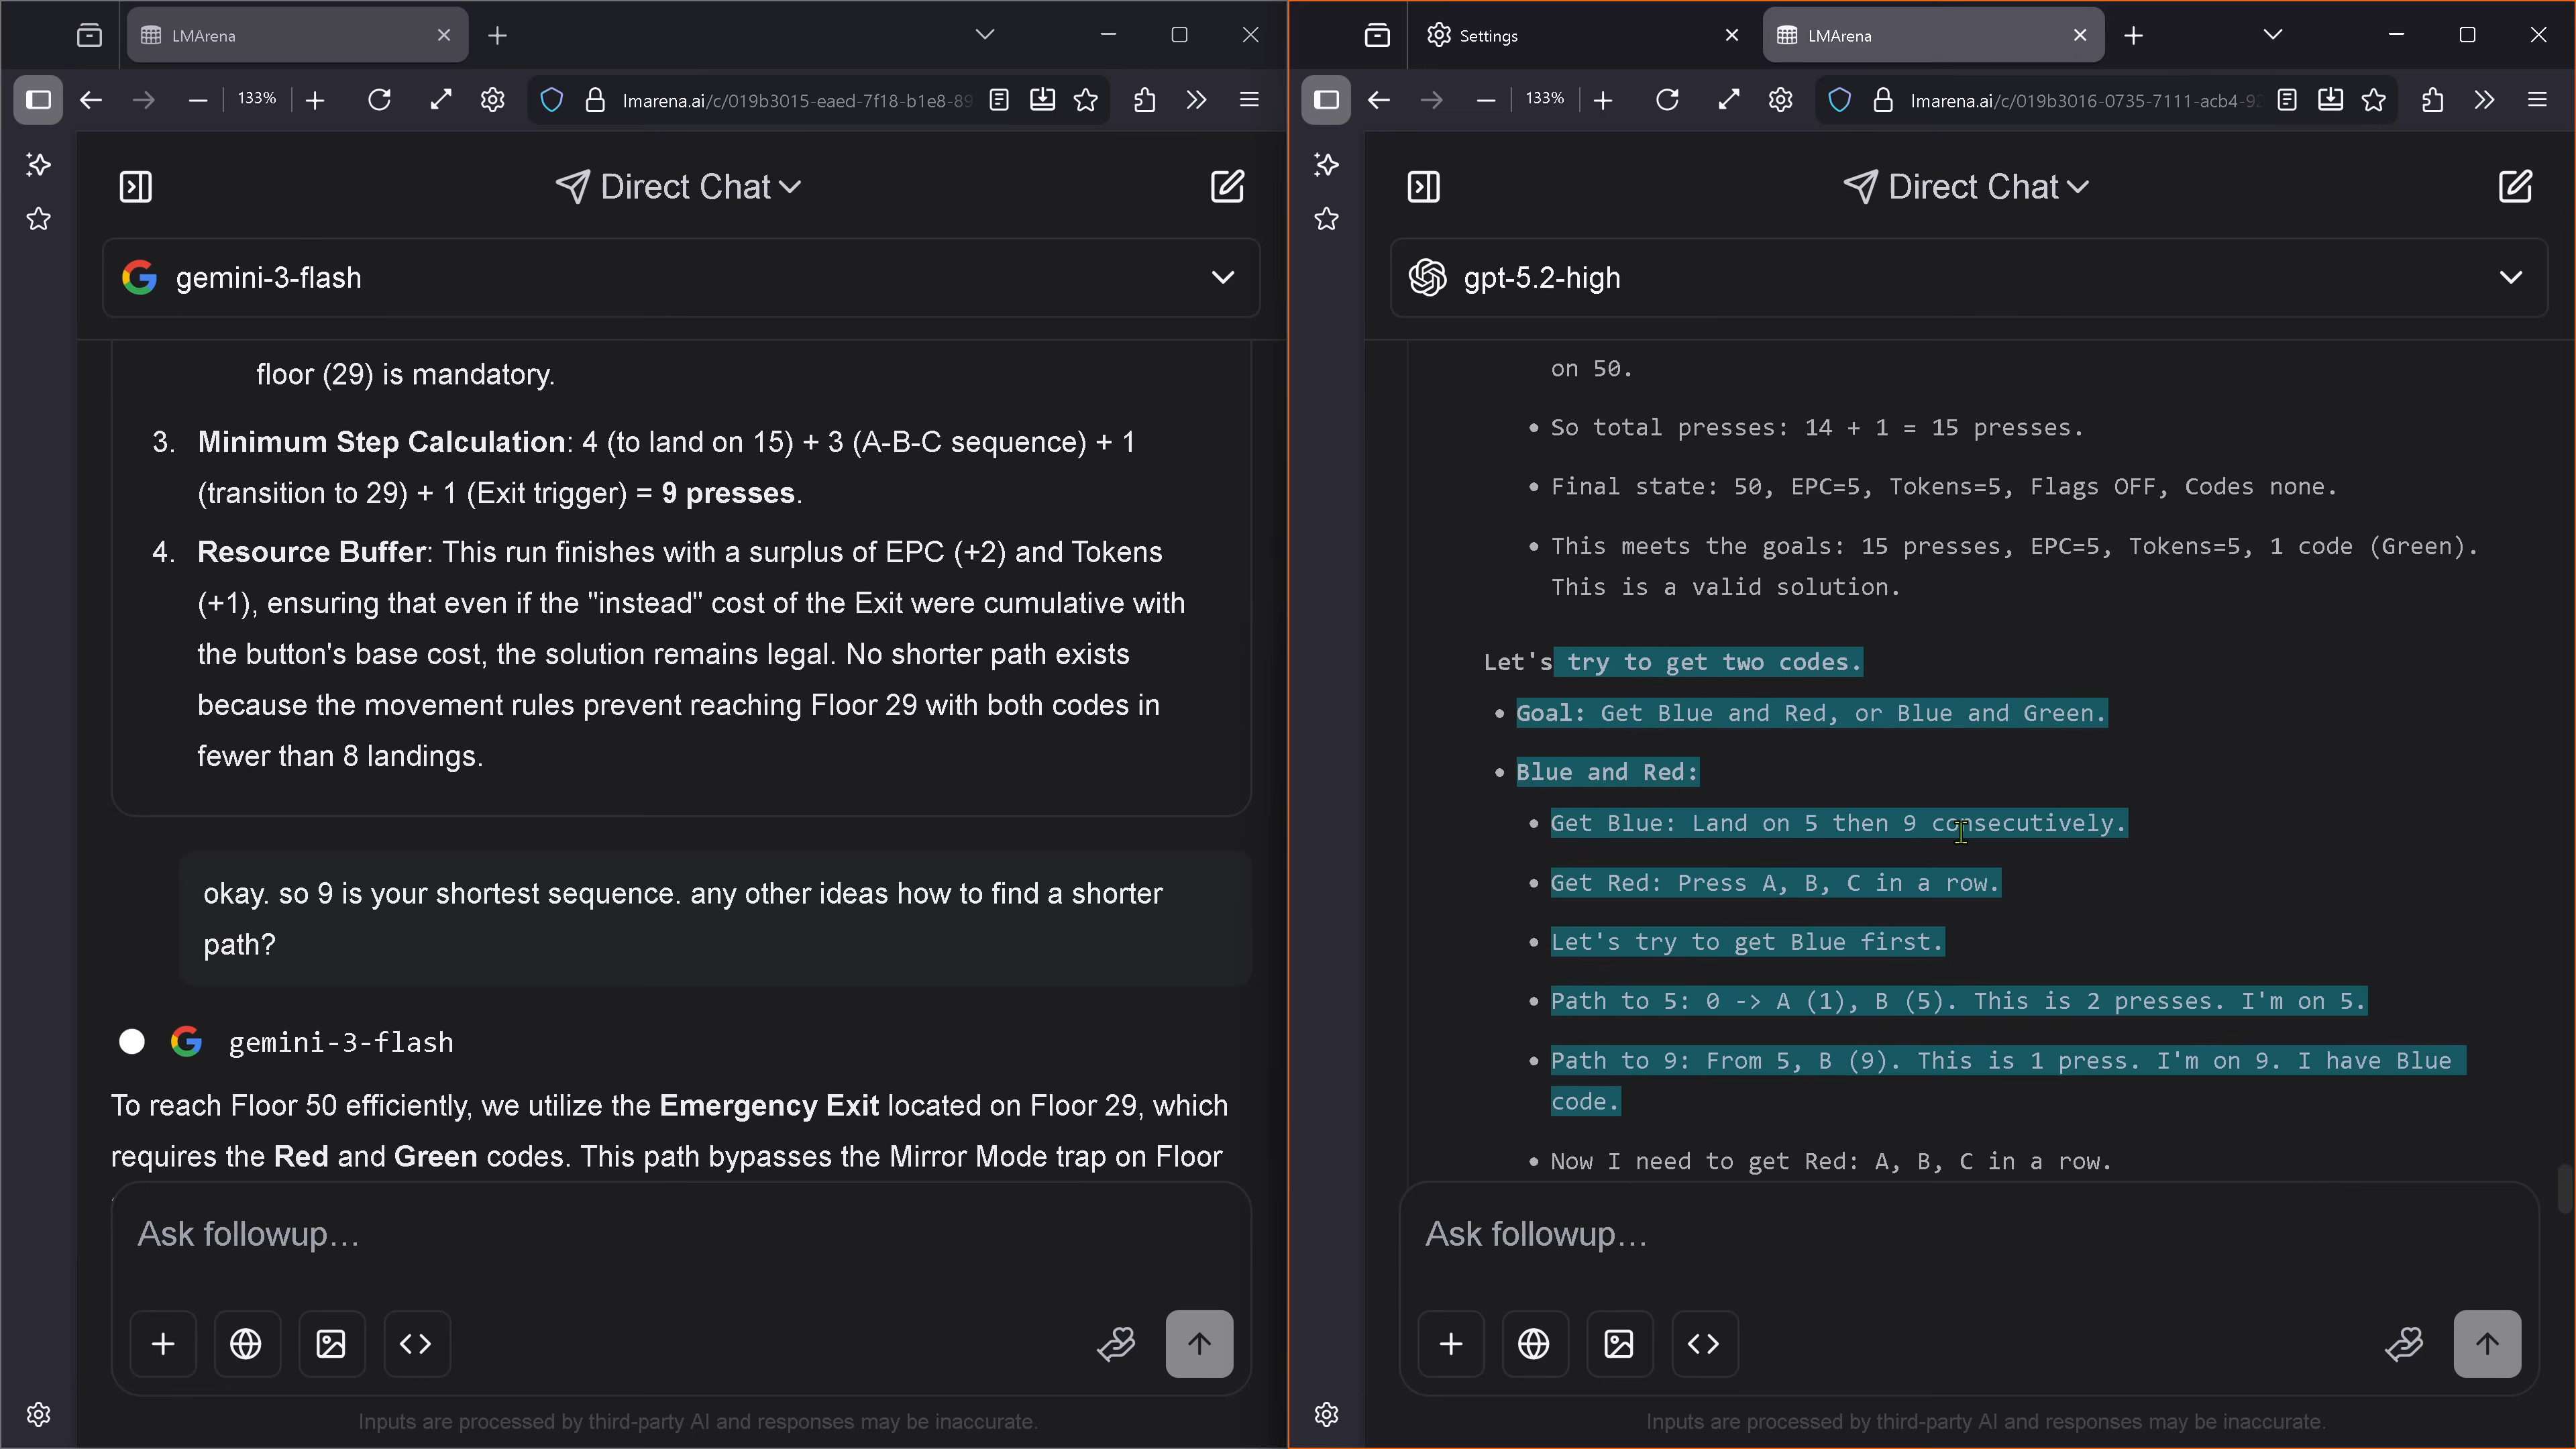 LMArena
133%
lmarena.ai/c/019b3015-eaed-7f18-b1e8-89
Direct Chat
gemini-3-flash
floor (29) is mandatory.
3. Minimum Step Calculation: 4 (to land on 15) + 3 (A-B-C sequence) + 1
(transition to 29) + 1 (Exit trigger) = 9 presses.
4. Resource Buffer: This run finishes with a surplus of EPC (+2) and Tokens
(+1), ensuring that even if the "instead" cost of the Exit were cumulative with
the button's base cost, the solution remains legal. No shorter path exists
because the movement rules prevent reaching Floor 29 with both codes in
fewer than 8 landings.
okay. so 9 is your shortest sequence. any other ideas how to find a shorter
path?
gemini-3-flash
To reach Floor 50 efficiently, we utilize the Emergency Exit located on Floor 29, which
requires the Red and Green codes. This path bypasses the Mirror Mode trap on Floor
Ask followup…
Inputs are processed by third-party AI and responses may be inaccurate.
Settings
LMArena
133%
lmarena.ai/c/019b3016-0735-7111-acb4-92
Direct Chat
gpt-5.2-high
on 50.
• So total presses: 14 + 1 = 15 presses.
• Final state: 50, EPC=5, Tokens=5, Flags OFF, Codes none.
• This meets the goals: 15 presses, EPC=5, Tokens=5, 1 code (Green).
This is a valid solution.
Let's try to get two codes.
• Goal: Get Blue and Red, or Blue and Green.
• Blue and Red:
• Get Blue: Land on 5 then 9 consecutively.
• Get Red: Press A, B, C in a row.
• Let's try to get Blue first.
• Path to 5: 0 -> A (1), B (5). This is 2 presses. I'm on 5.
• Path to 9: From 5, B (9). This is 1 press. I'm on 9. I have Blue
code.
• Now I need to get Red: A, B, C in a row.
Ask followup…
Inputs are processed by third-party AI and responses may be inaccurate.